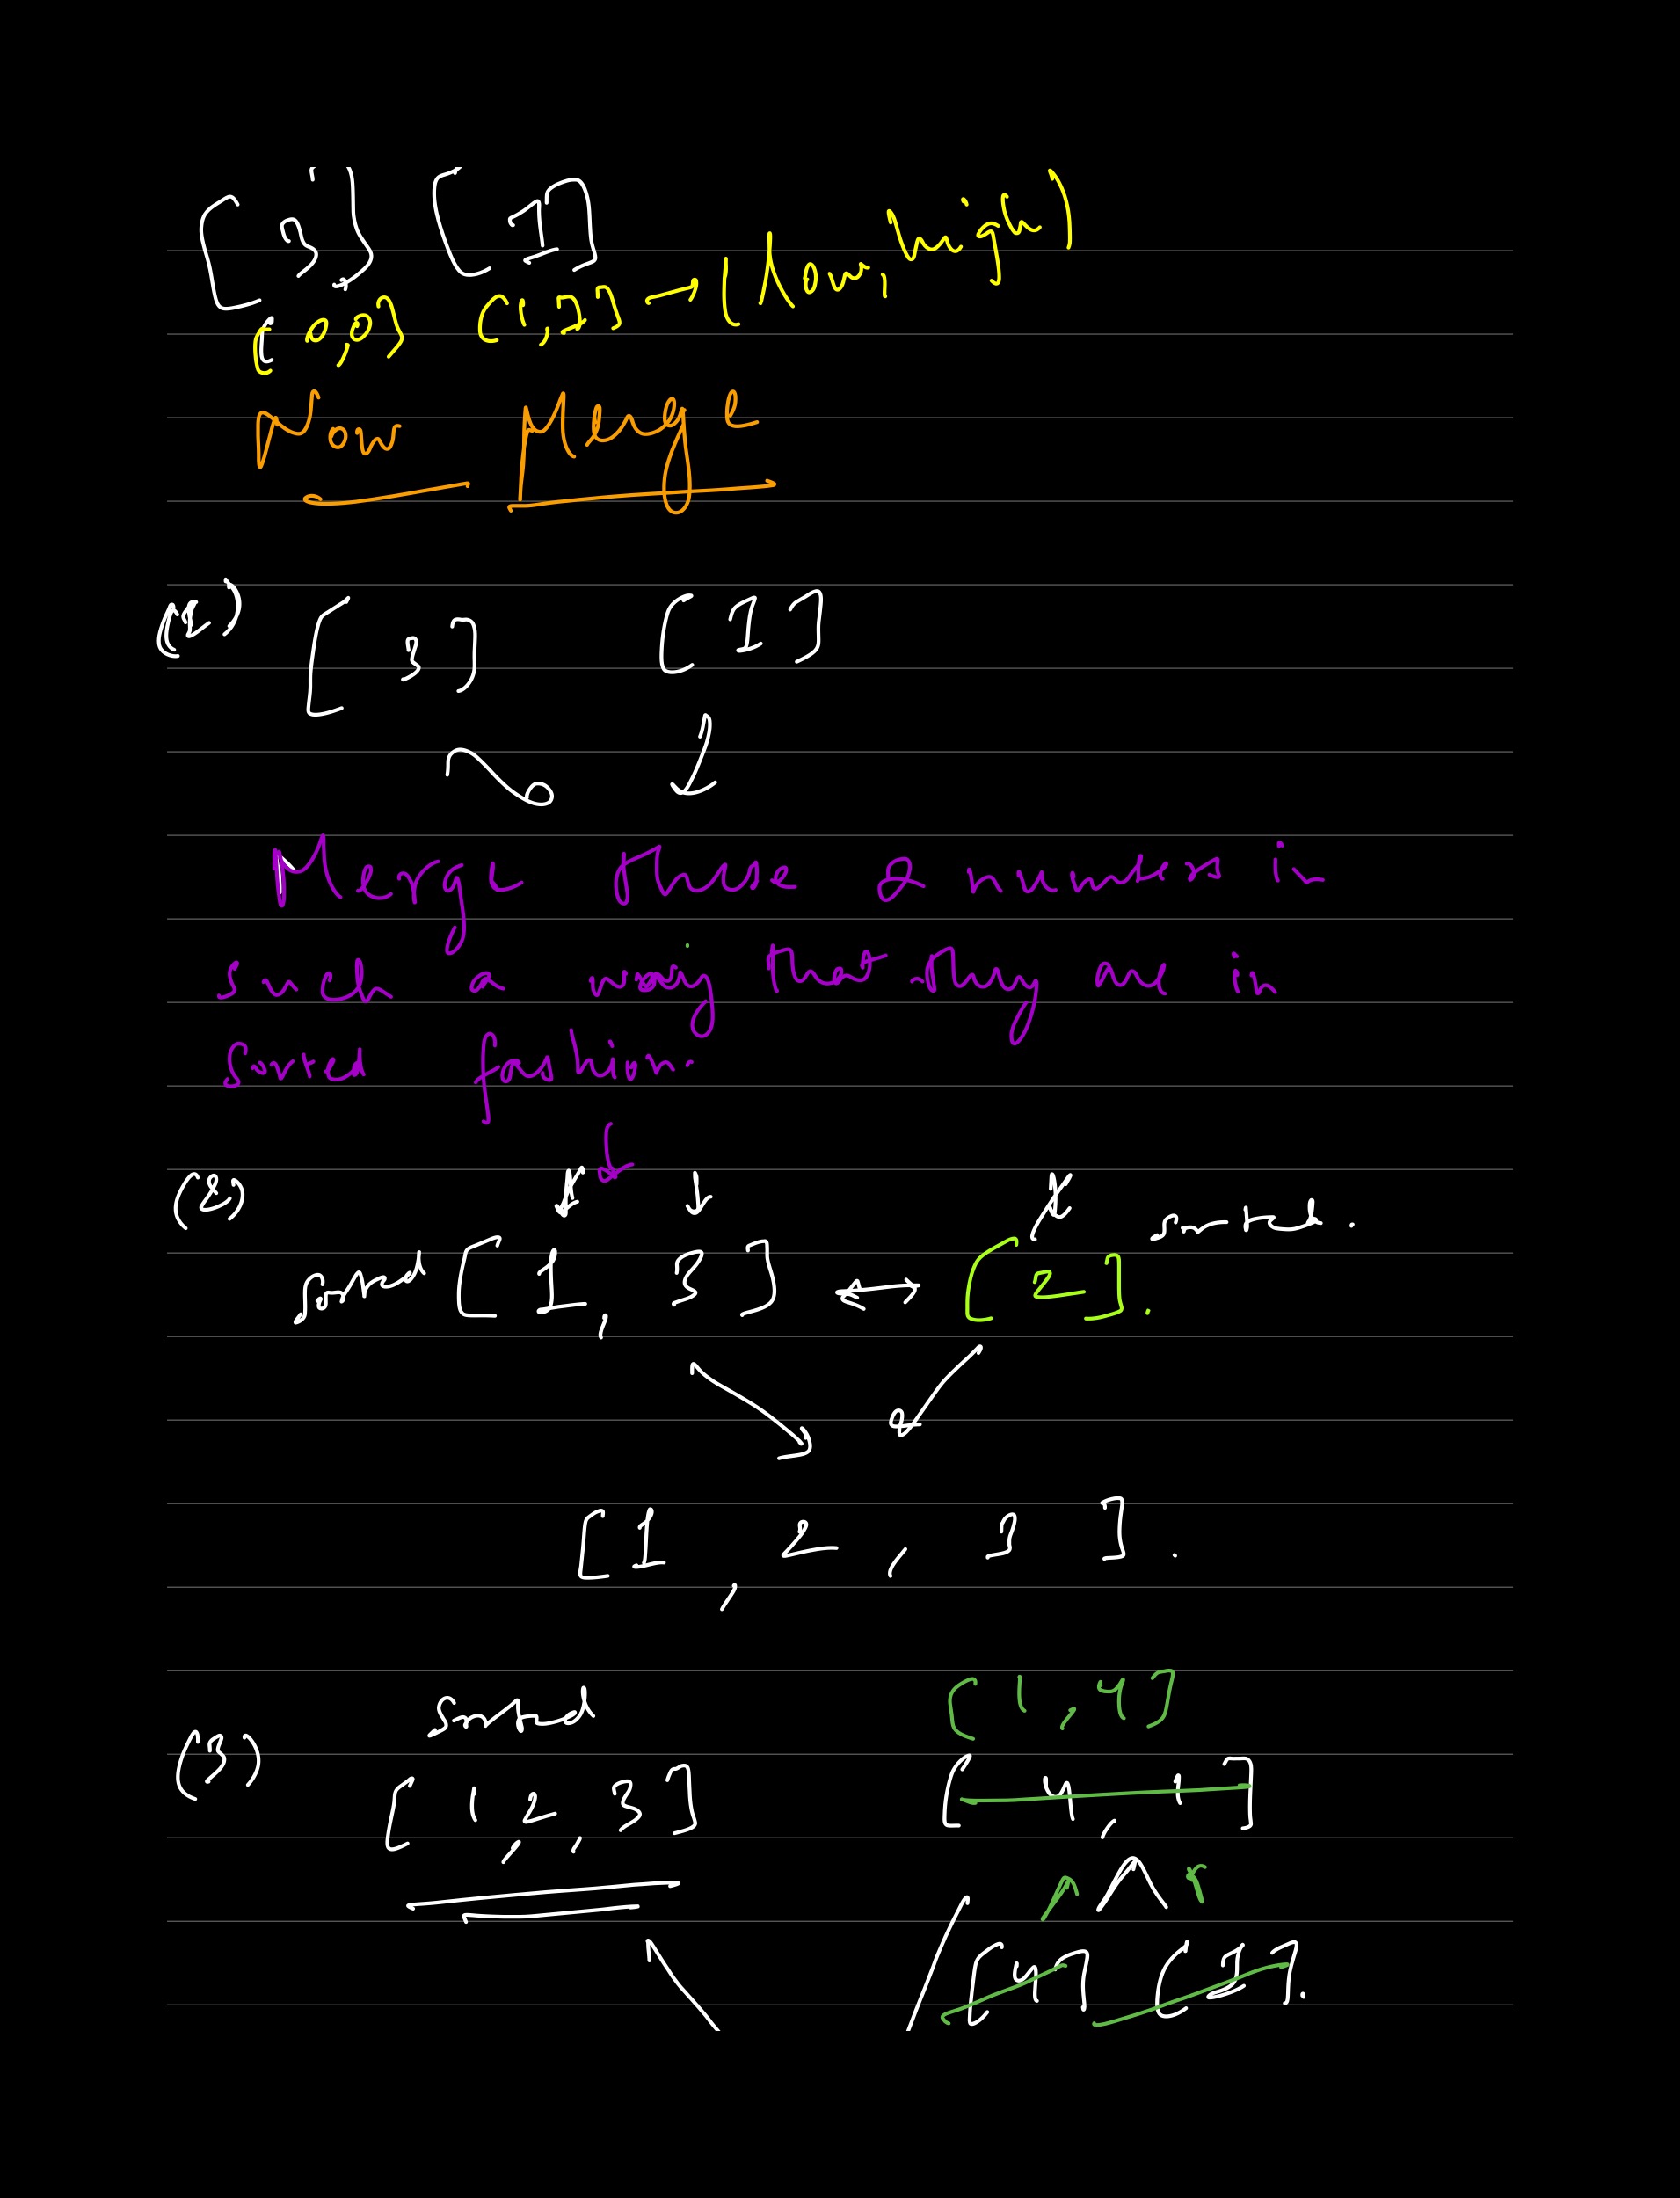 [3] [1]
[0,0] [1,1] → (low, high)
Now Merge
(1) [3] [1]
Merge these 2 numbers in
such a way that they are in
sorted fashion.
(2)
sorted [1, 3] ↔ [2]. sorted.
[1, 2, 3].
sorted [1,4]
(3) [1,2,3] [4,1]
[4] [1].